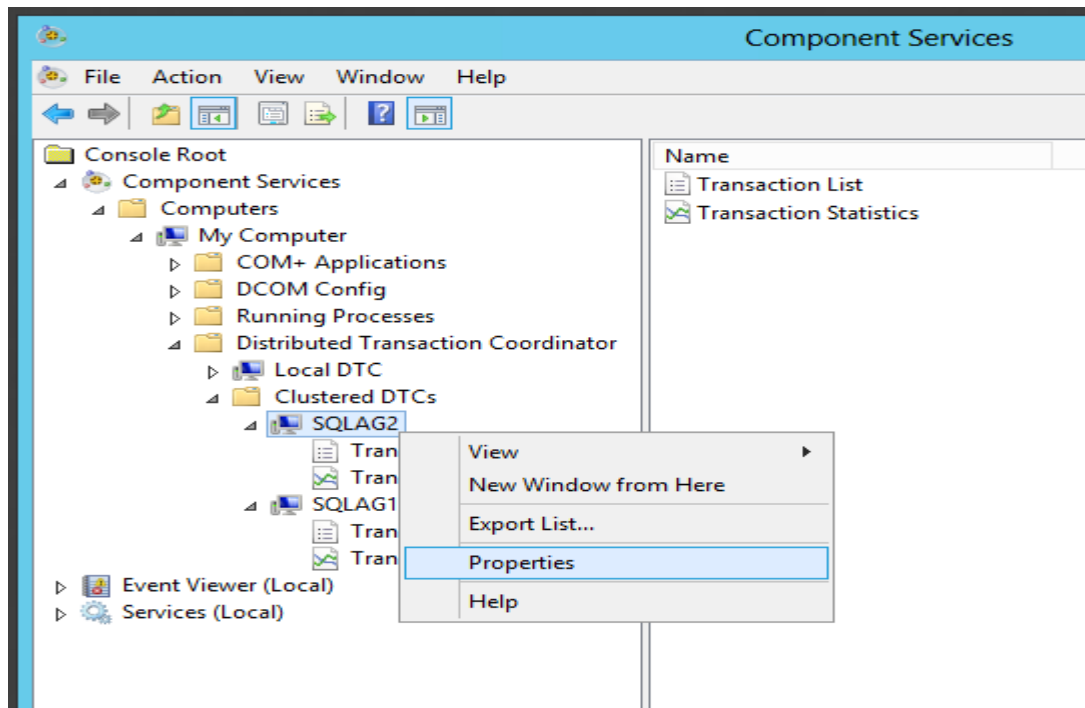 Component Services
File Action View Window Help
Console Root
Component Services
Computers
My Computer
COM+ Applications
DCOM Config
Running Processes
Distributed Transaction Coordinator
Local DTC
Clustered DTCs
SQLAG2
Tran
Tran
SQLAG1
Tran
Tran
Event Viewer (Local)
Services (Local)
View
New Window from Here
Export List...
Properties
Help
Name
Transaction List
Transaction Statistics